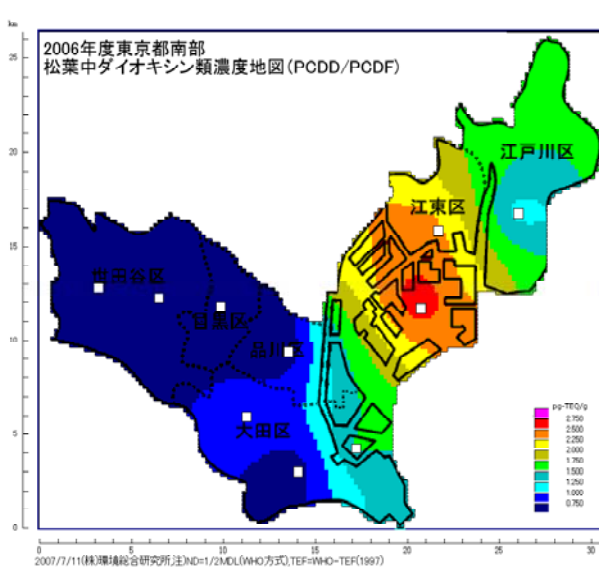 km
2006年度東京都南部
松葉中ダイオキシン類濃度地図(PCDD/PCDF)
25
20
15
10
5
0
江戸川区
江東区
世田谷区
目黒区
品川区
大田区
pg-TEQ/g
2.750
2.500
2.250
2.000
1.750
1.500
1.250
1.000
0.750
0 5 10 15 20 25 30
2007/7/11(株)環境総合研究所,注)ND=1/2MDL(WHO方式),TEF=WHO-TEF(1997)